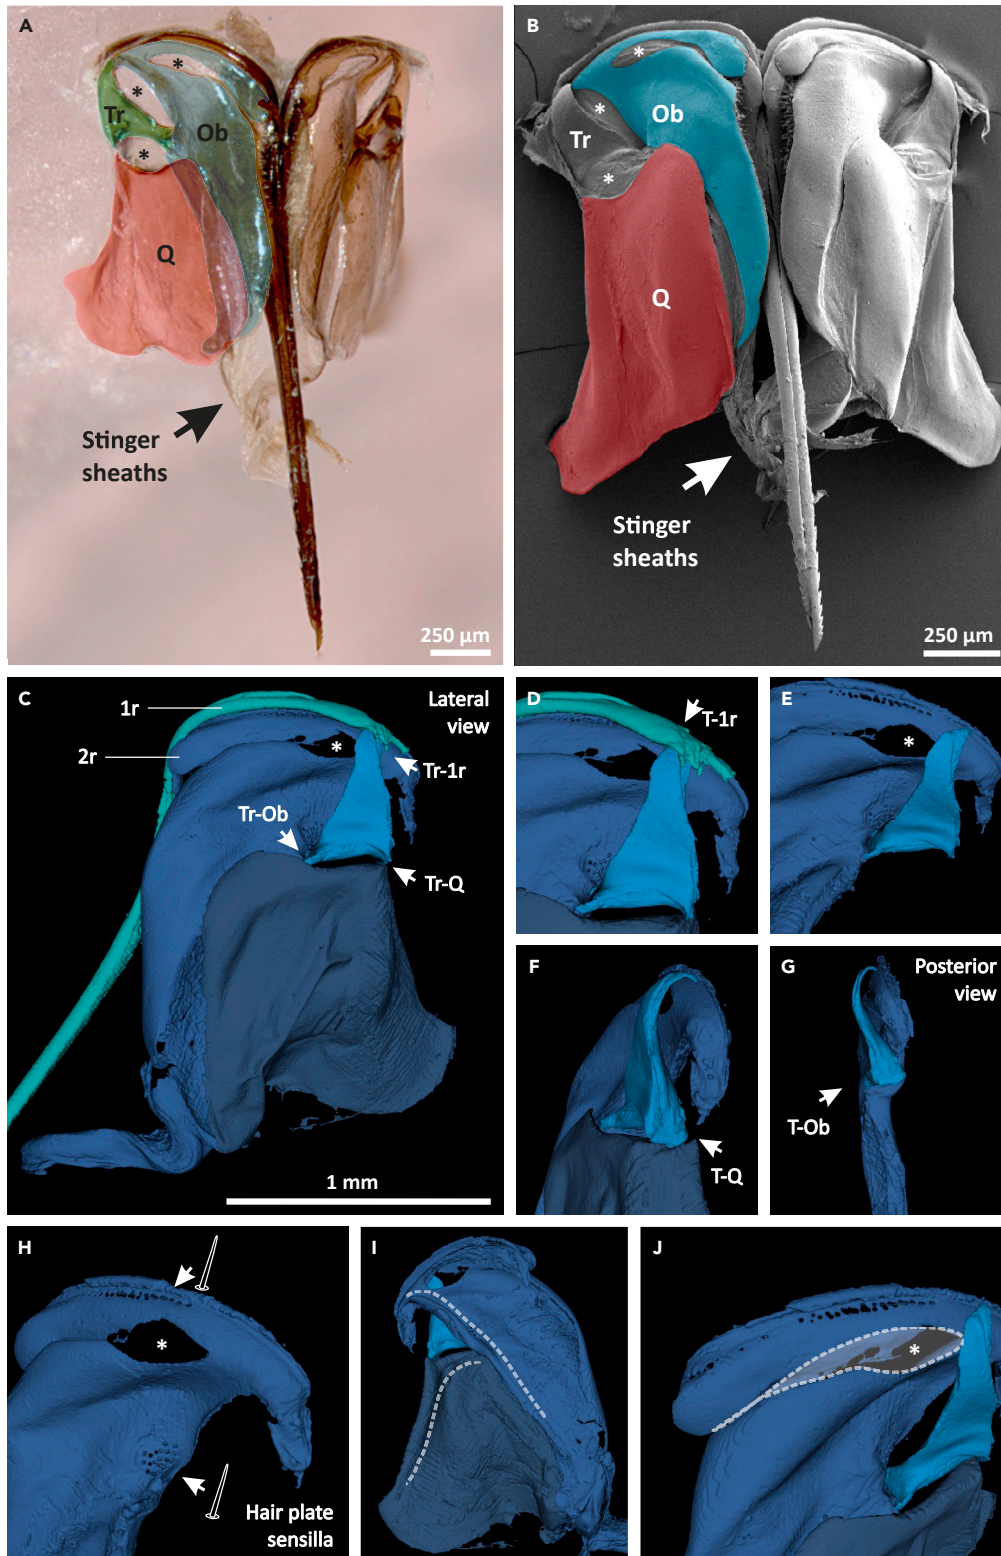 A
*
*
Tr
Ob
*
Q
Stinger
sheaths
250 µm
B
*
*
Ob
Tr
*
Q
Stinger
sheaths
250 µm
C
Lateral
view
1r
2r
*
Tr-1r
Tr-Ob
Tr-Q
1 mm
D
T-1r
E
*
F
T-Q
G
Posterior
view
T-Ob
H
*
Hair plate
sensilla
I
J
*